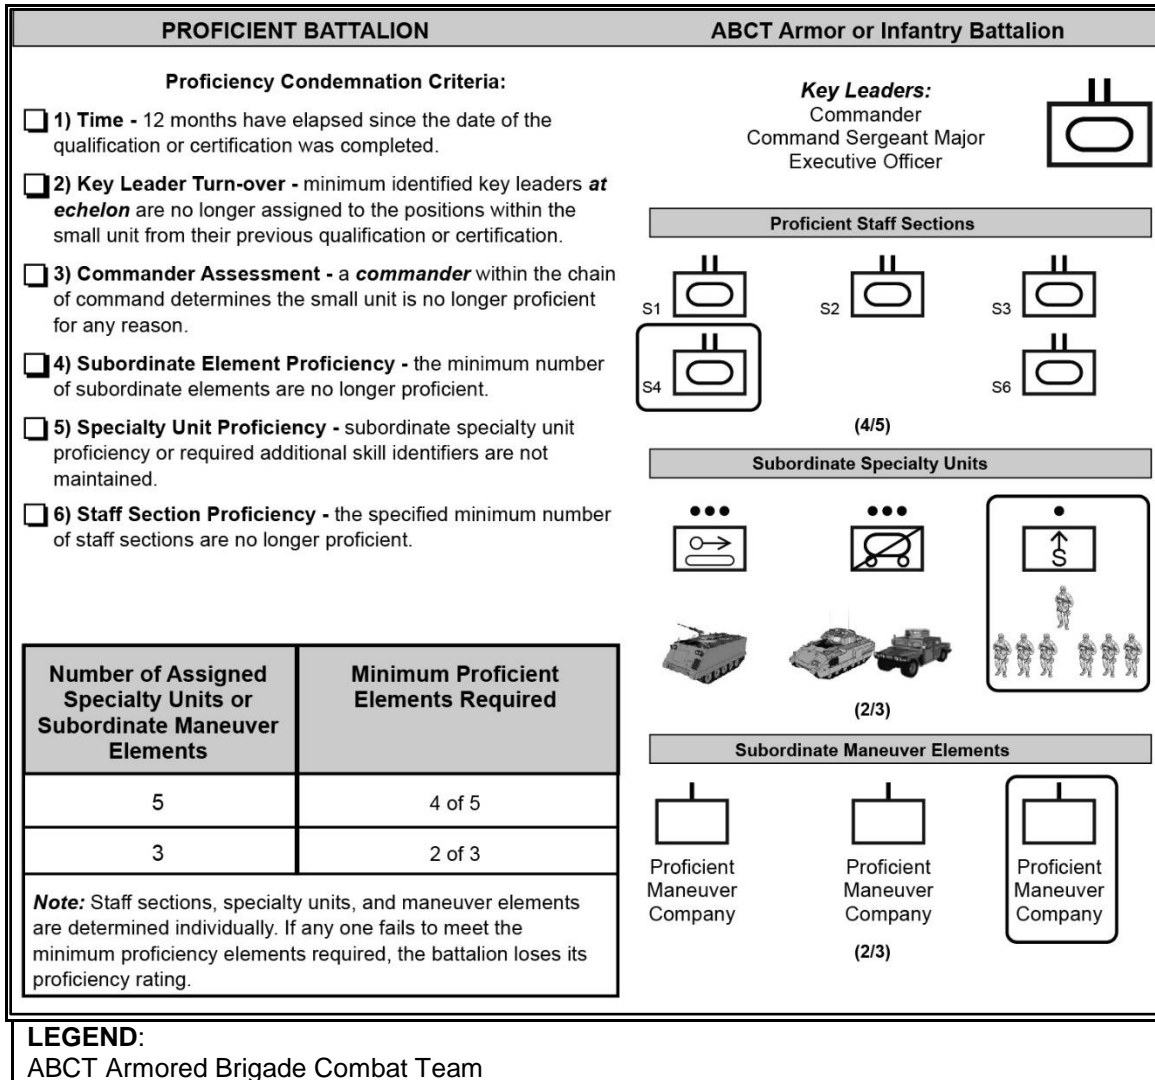 PROFICIENT BATTALION
Proficiency Condemnation Criteria:
1) Time - 12 months have elapsed since the date of the
qualification or certification was completed.
2) Key Leader Turn-over - minimum identified key leaders at
echelon are no longer assigned to the positions within the
small unit from their previous qualification or certification.
3) Commander Assessment - a commander within the chain
of command determines the small unit is no longer proficient
for any reason.
4) Subordinate Element Proficiency - the minimum number
of subordinate elements are no longer proficient.
5) Specialty Unit Proficiency - subordinate specialty unit
proficiency or required additional skill identifiers are not
maintained.
6) Staff Section Proficiency - the specified minimum number
of staff sections are no longer proficient.
Number of Assigned
Specialty Units or
Subordinate Maneuver
Elements
Minimum Proficient
Elements Required
5
4 of 5
3
2 of 3
Note: Staff sections, specialty units, and maneuver elements
are determined individually. If any one fails to meet the
minimum proficiency elements required, the battalion loses its
proficiency rating.
ABCT Armor or Infantry Battalion
Key Leaders:
Commander
Command Sergeant Major
Executive Officer
Proficient Staff Sections
S1
S2
S3
S4
S6
(4/5)
Subordinate Specialty Units
S
(2/3)
Subordinate Maneuver Elements
Proficient
Maneuver
Company
Proficient
Maneuver
Company
Proficient
Maneuver
Company
(2/3)
LEGEND:
ABCT Armored Brigade Combat Team